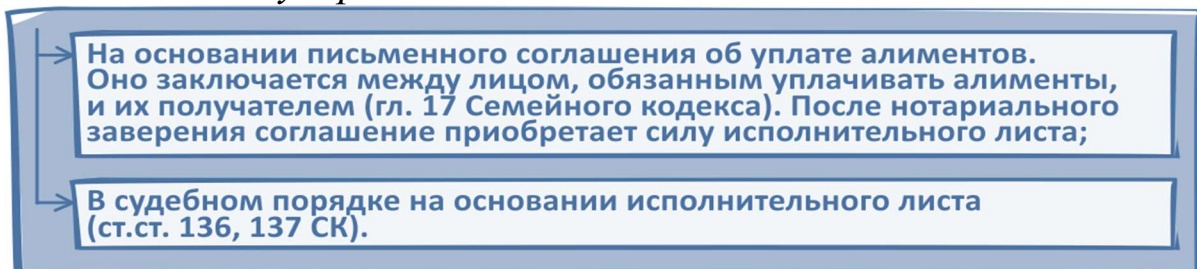 На основании письменного соглашения об уплате алиментов.
Оно заключается между лицом, обязанным уплачивать алименты,
и их получателем (гл. 17 Семейного кодекса). После нотариального
заверения соглашение приобретает силу исполнительного листа;
В судебном порядке на основании исполнительного листа
(ст.ст. 136, 137 СК).